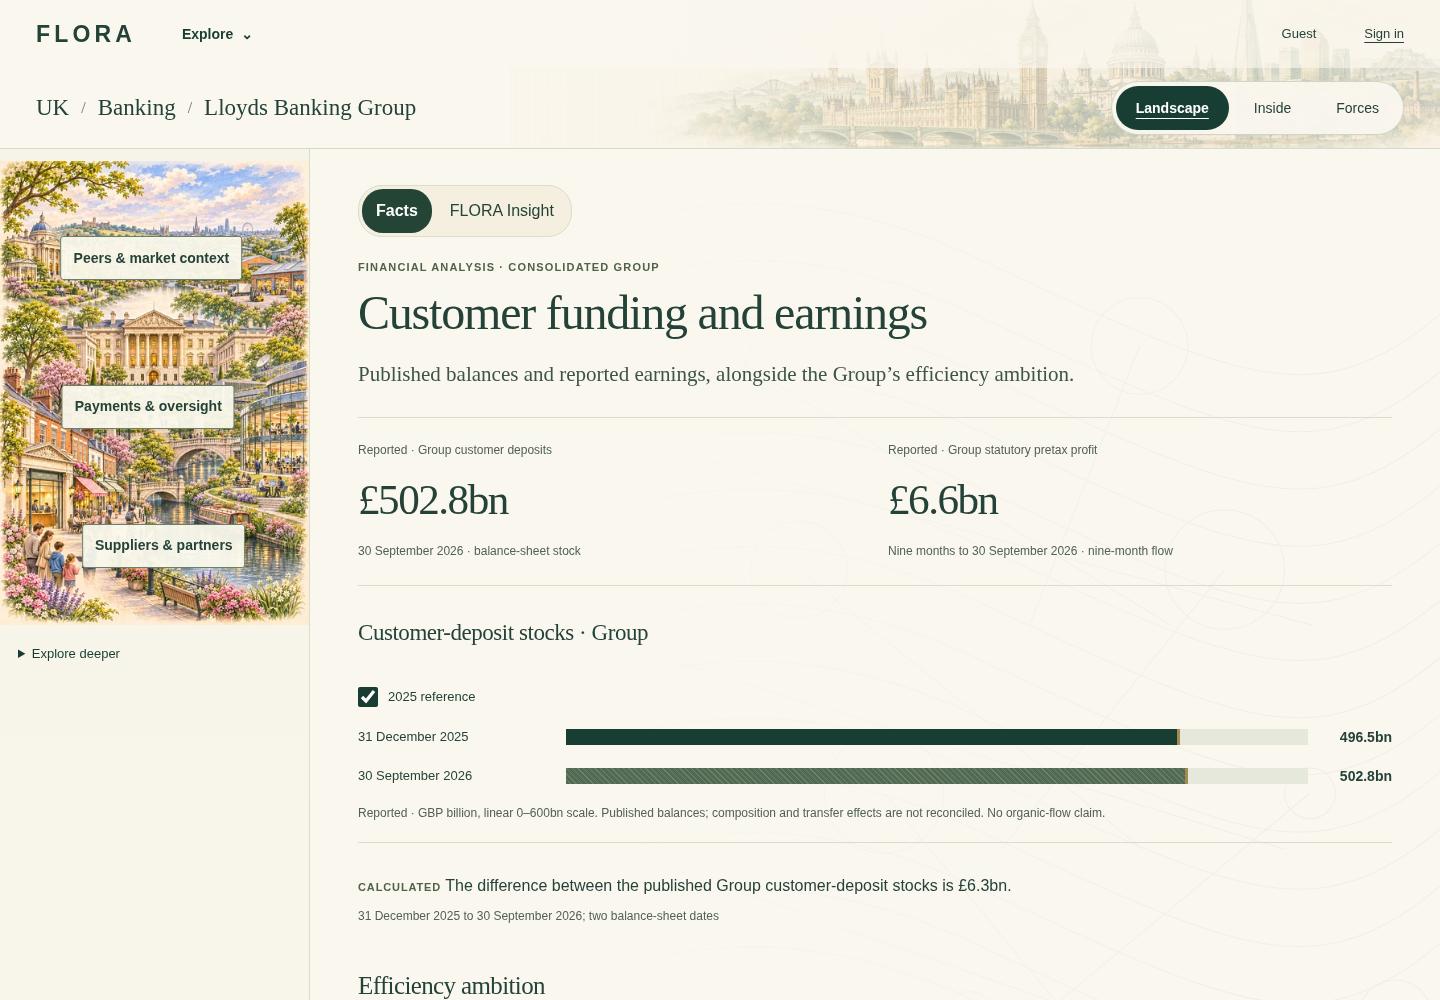 FLORA
Explore
Guest
Sign in
UK / Banking / Lloyds Banking Group
Landscape
Inside
Forces
Peers & market context
Payments & oversight
Suppliers & partners
Explore deeper
Facts
FLORA Insight
FINANCIAL ANALYSIS · CONSOLIDATED GROUP
Customer funding and earnings
Published balances and reported earnings, alongside the Group’s efficiency ambition.
Reported · Group customer deposits
£502.8bn
30 September 2026 · balance-sheet stock
Reported · Group statutory pretax profit
£6.6bn
Nine months to 30 September 2026 · nine-month flow
Customer-deposit stocks · Group
2025 reference
31 December 2025 496.5bn
30 September 2026 502.8bn
Reported · GBP billion, linear 0–600bn scale. Published balances; composition and transfer effects are not reconciled. No organic-flow claim.
CALCULATED The difference between the published Group customer-deposit stocks is £6.3bn.
31 December 2025 to 30 September 2026; two balance-sheet dates
Efficiency ambition